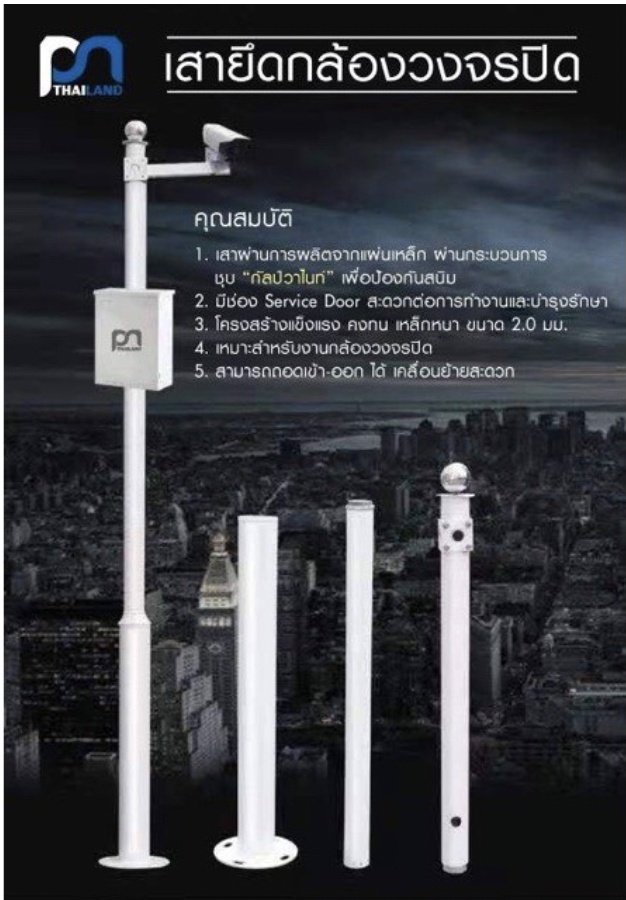 THAILAND
เสายึดกล้องวงจรปิด
คุณสมบัติ
1. เสาผ่านการผลิตจากแผ่นเหล็ก ผ่านกระบวนการ
ชุบ “กัลป์วาไนท์” เพื่อป้องกันสนิม
2. มีช่อง Service Door สะดวกต่อการทำงานและบำรุงรักษา
3. โครงสร้างแข็งแรง คงทน เหล็กหนา ขนาด 2.0 มม.
4. เหมาะสำหรับงานกล้องวงจรปิด
5. สามารถถอดเข้า-ออก ได้ เคลื่อนย้ายสะดวก
THAILAND